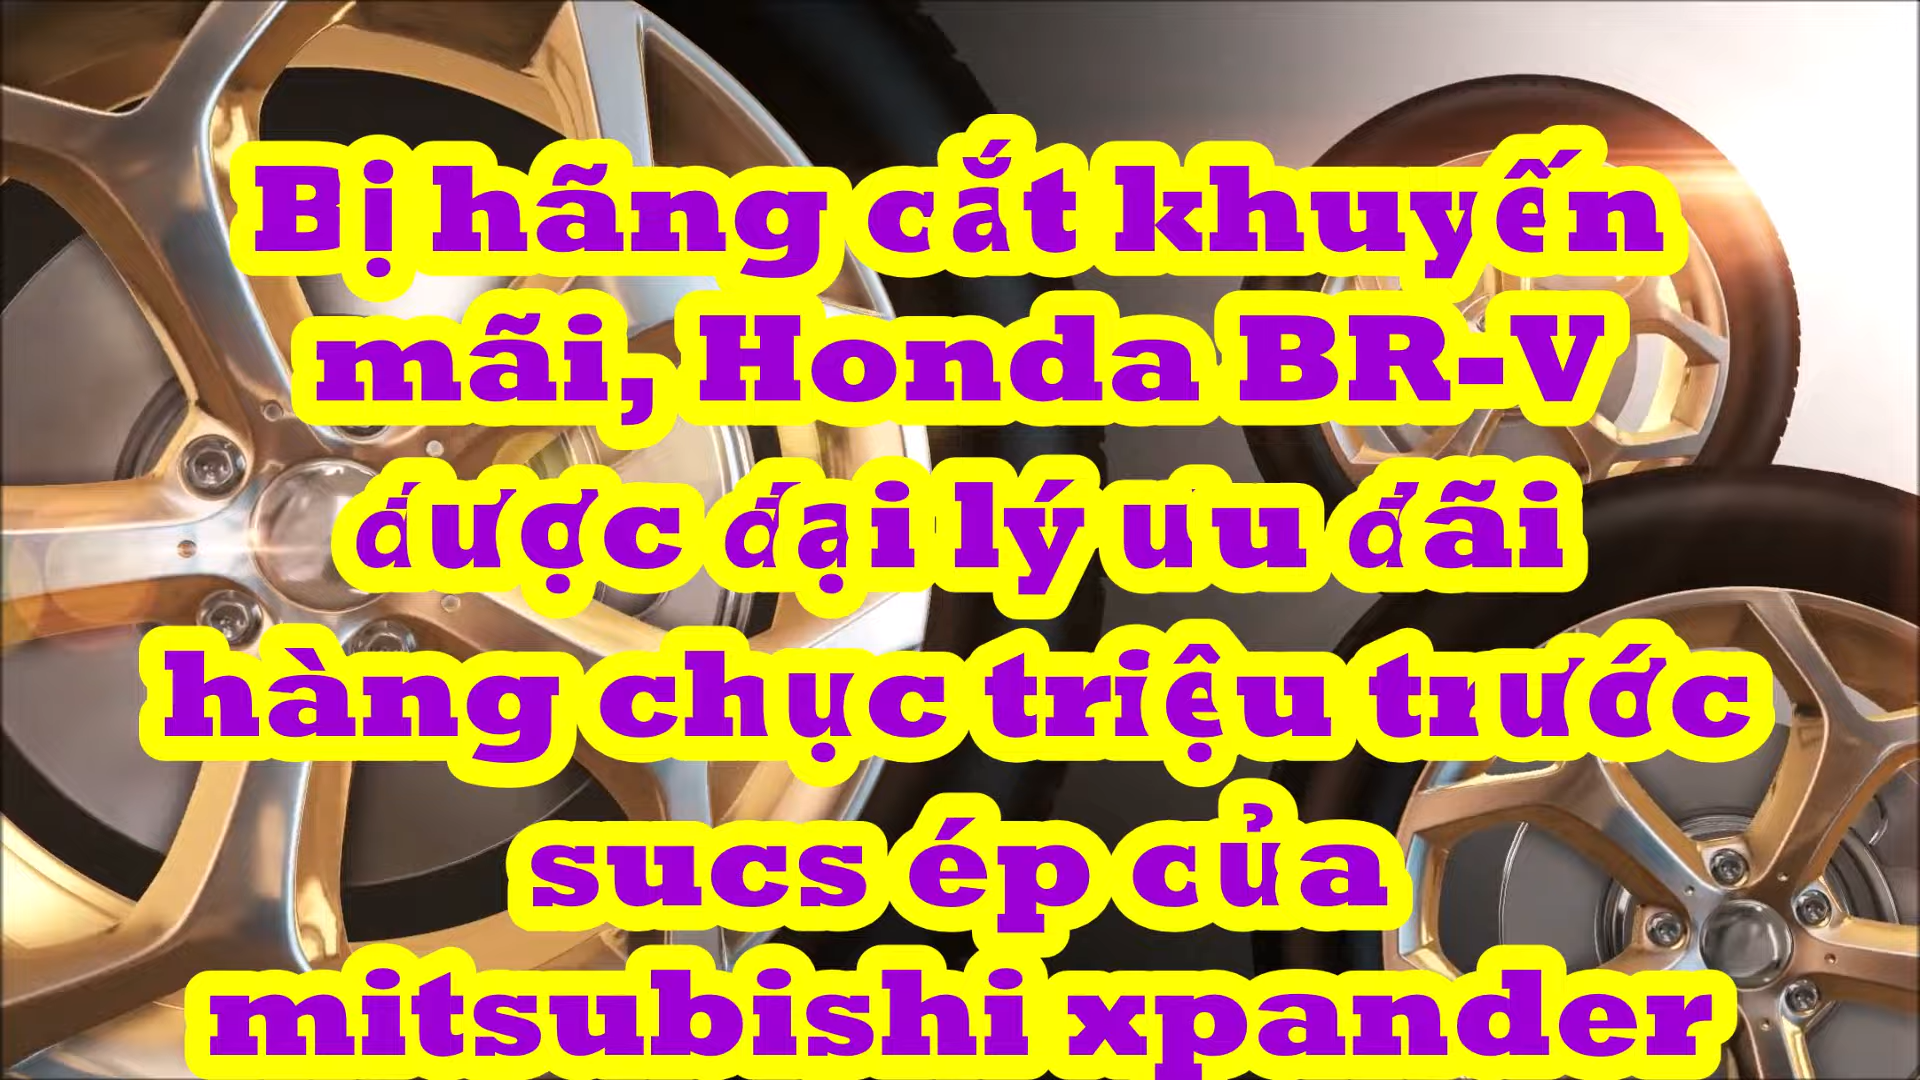 Bị hãng cắt khuyến
mãi, Honda BR-V
được đại lý ưu đãi
hàng chục triệu trước
sucs ép của
mitsubishi xpander